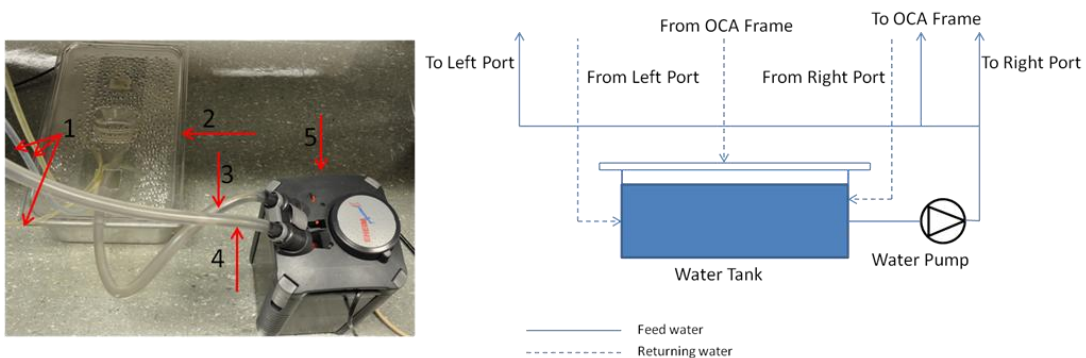 1
2
3
4
5
From OCA Frame
To OCA Frame
To Left Port
From Left Port
From Right Port
To Right Port
Water Tank
Water Pump
Feed water
Returning water